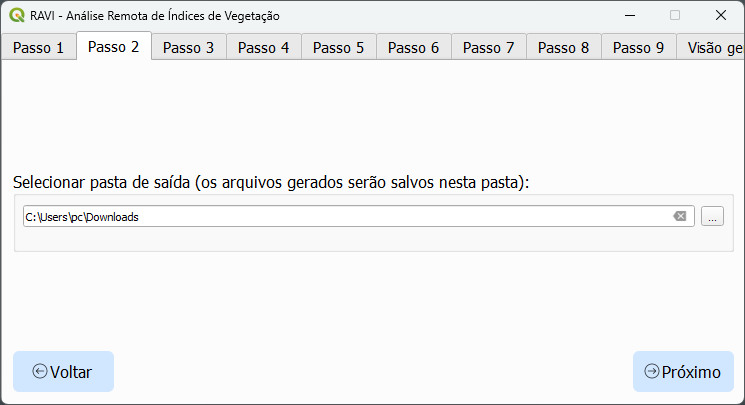 RAVI - Análise Remota de Índices de Vegetação
Passo 1 Passo 2 Passo 3 Passo 4 Passo 5 Passo 6 Passo 7 Passo 8 Passo 9 Visão ge
Selecionar pasta de saída (os arquivos gerados serão salvos nesta pasta):
C:\Users\pc\Downloads ...
Voltar Próximo